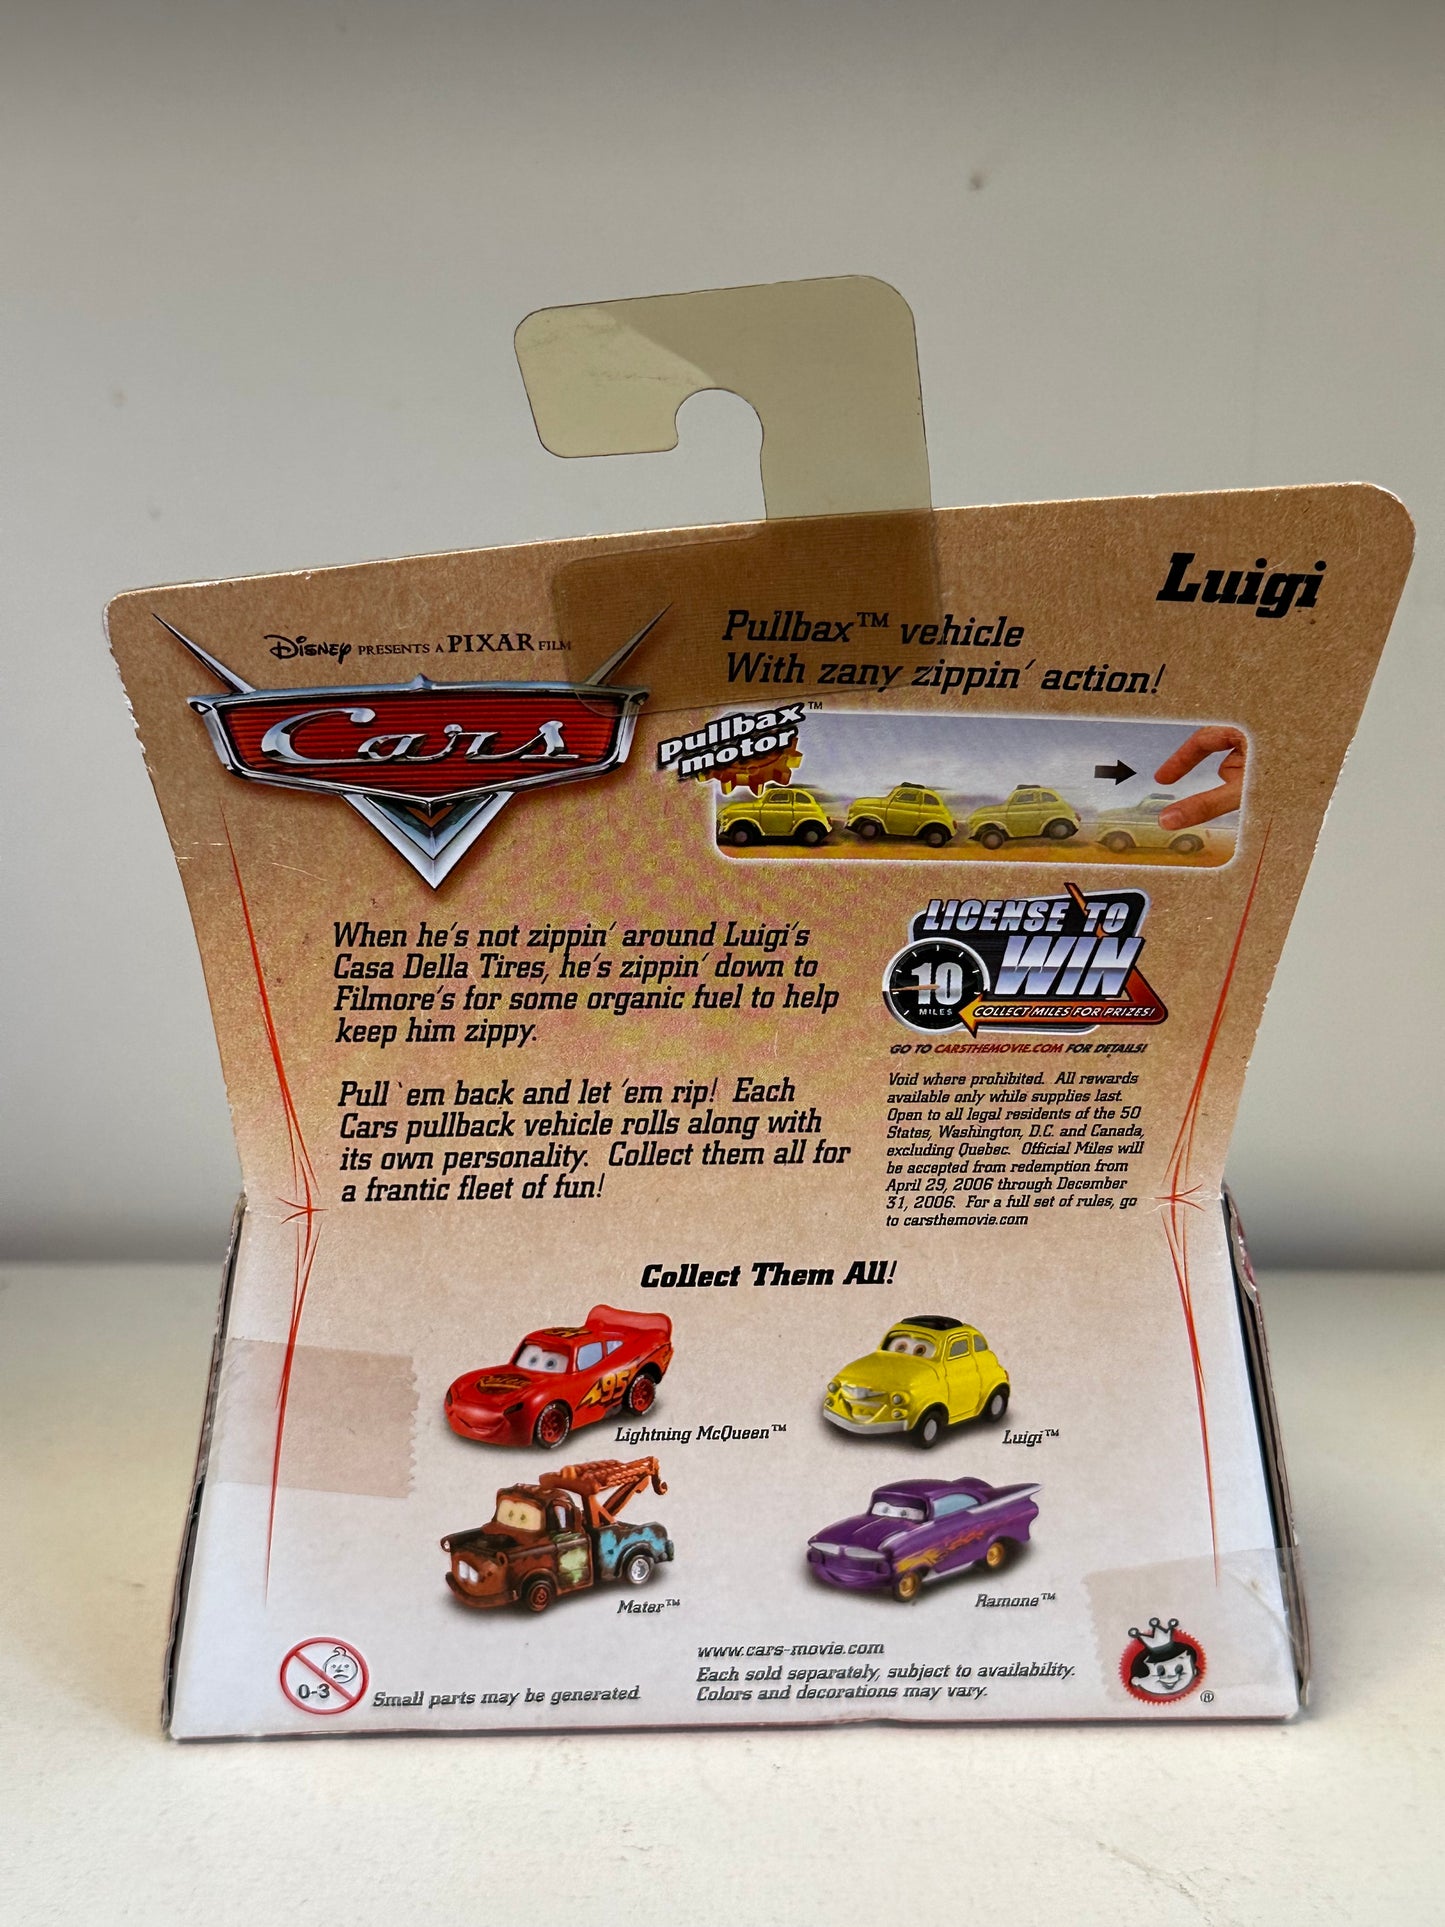 Luigi
Disney PRESENTS A PIXAR FILM
Cars
Pullbax™ vehicle
With zany zippin' action!
pullbax™
motor
When he's not zippin' around Luigi's
Casa Della Tires, he's zippin' down to
Filmore's for some organic fuel to help
keep him zippy.
Pull 'em back and let 'em rip! Each
Cars pullback vehicle rolls along with
its own personality. Collect them all for
a frantic fleet of fun!
LICENSE TO
WIN
10
MILES
COLLECT MILES FOR PRIZES!
GO TO CARSTHEMOVIE.COM FOR DETAILS!
Void where prohibited. All rewards
available only while supplies last.
Open to all legal residents of the 50
States, Washington, D.C. and Canada,
excluding Quebec. Official Miles will
be accepted from redemption from
April 29, 2006 through December
31, 2006. For a full set of rules, go
to carsthemovie.com
Collect Them All!
95
Lightning McQueen™
Luigi™
Mater™
Ramone™
0-3
Small parts may be generated.
www.cars-movie.com
Each sold separately, subject to availability.
Colors and decorations may vary.
®